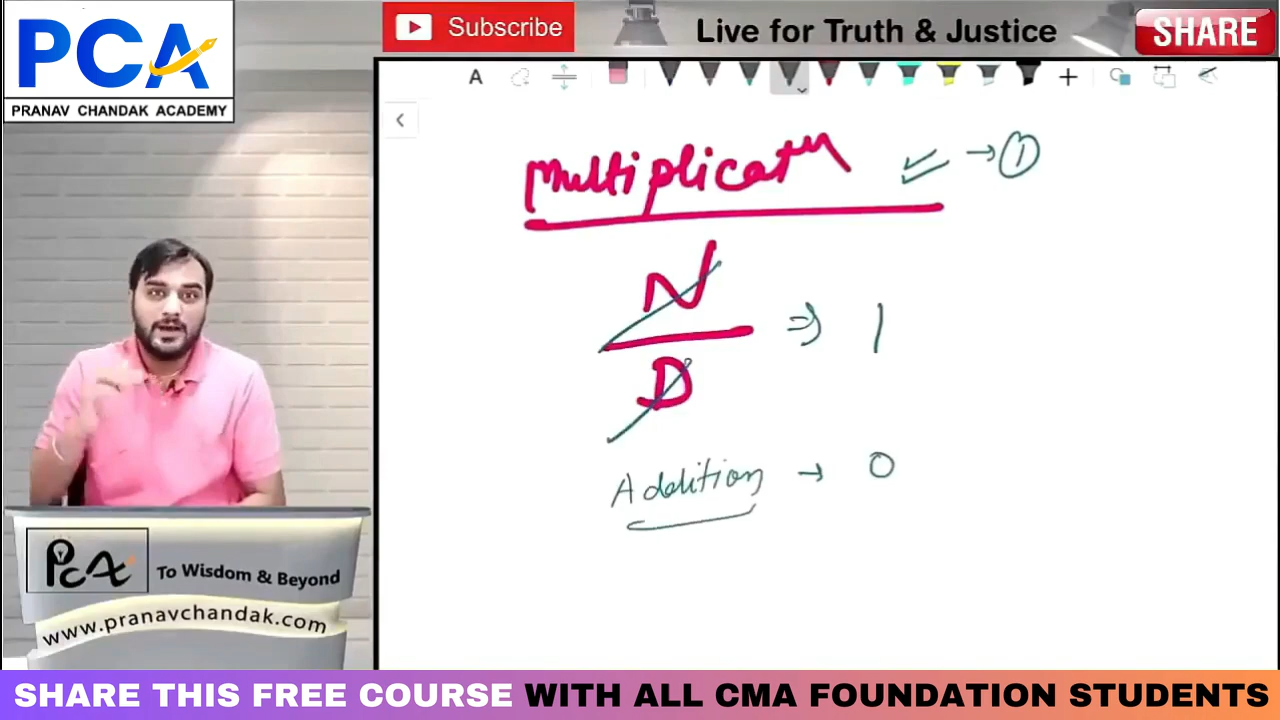 PCA
PRANAV CHANDAK ACADEMY
Subscribe
Live for Truth & Justice
SHARE
A
Multiplication → 1
N
D
⇒ 1
Addition → 0
PCA
To Wisdom & Beyond
www.pranavchandak.com
SHARE THIS FREE COURSE WITH ALL CMA FOUNDATION STUDENTS